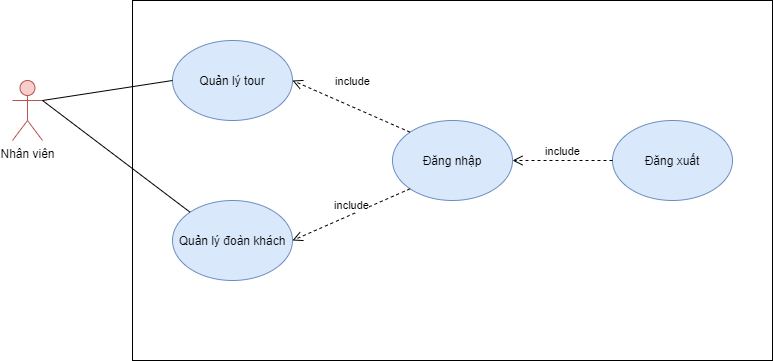 Quản lý tour
include
Nhân viên
Đăng nhập
include
Đăng xuất
include
Quản lý đoàn khách